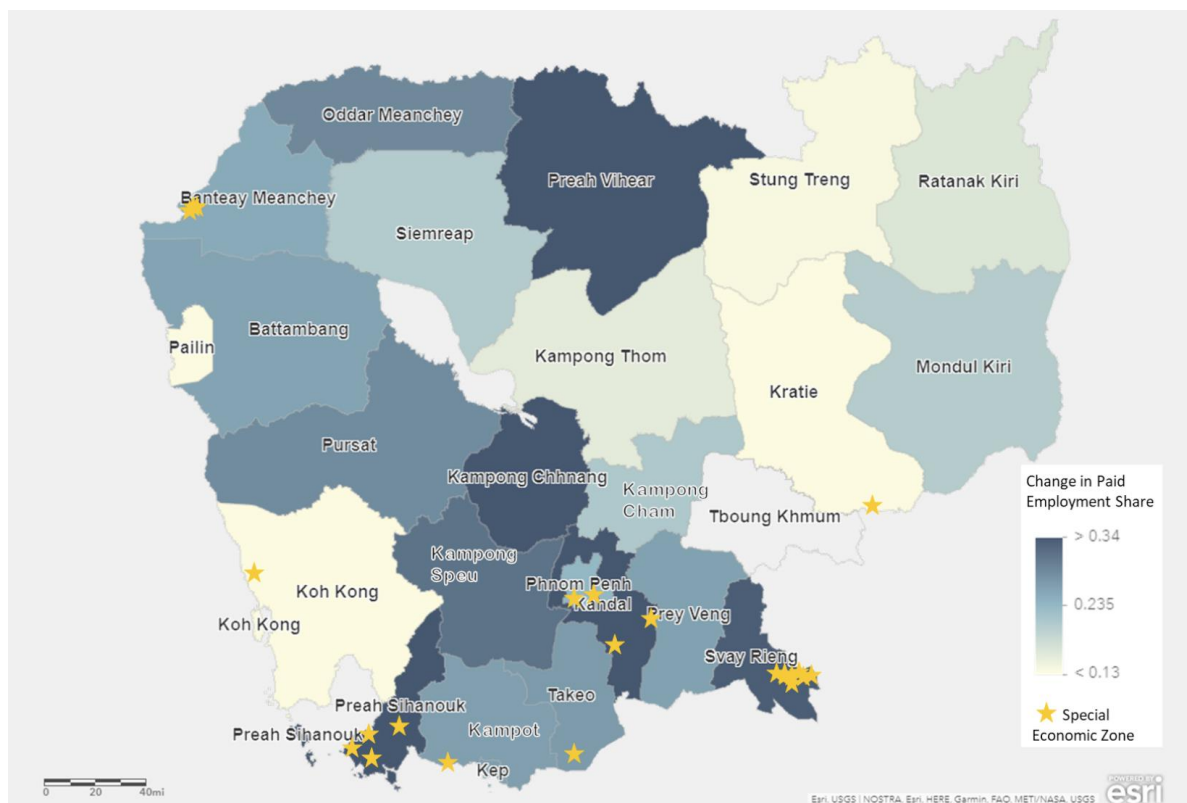 Oddar Meanchey
Preah Vihear
Stung Treng
Ratanak Kiri
Banteay Meanchey
Siemreap
Battambang
Pailin
Kampong Thom
Mondul Kiri
Kratie
Pursat
Kampong Chhnang
Kampong
Cham
Tboung Khmum
Kampong
Speu
Phnom Penh
Kandal
Koh Kong
Prey Veng
Koh Kong
Svay Rieng
Takeo
Preah Sihanouk
Preah Sihanouk
Kampot
Kep
Change in Paid
Employment Share
> 0.34
0.235
< 0.13
Special
Economic Zone
0 20 40mi
Esri, USGS | NOSTRA, Esri, HERE, Garmin, FAO, METI/NASA, USGS
POWERED BY
esri